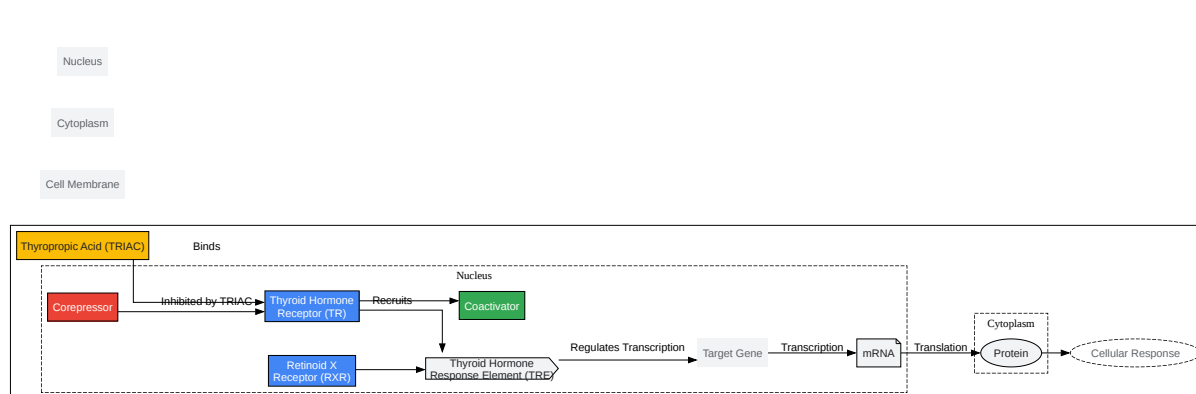 Nucleus
Cytoplasm
Cell Membrane
Thyropropic Acid (TRIAC)
Binds
Nucleus
Corepressor
Inhibited by TRIAC
Thyroid Hormone
Receptor (TR)
Recruits
Coactivator
Retinoid X
Receptor (RXR)
Thyroid Hormone
Response Element (TRE)
Regulates Transcription
Target Gene
Transcription
mRNA
Translation
Cytoplasm
Protein
Cellular Response